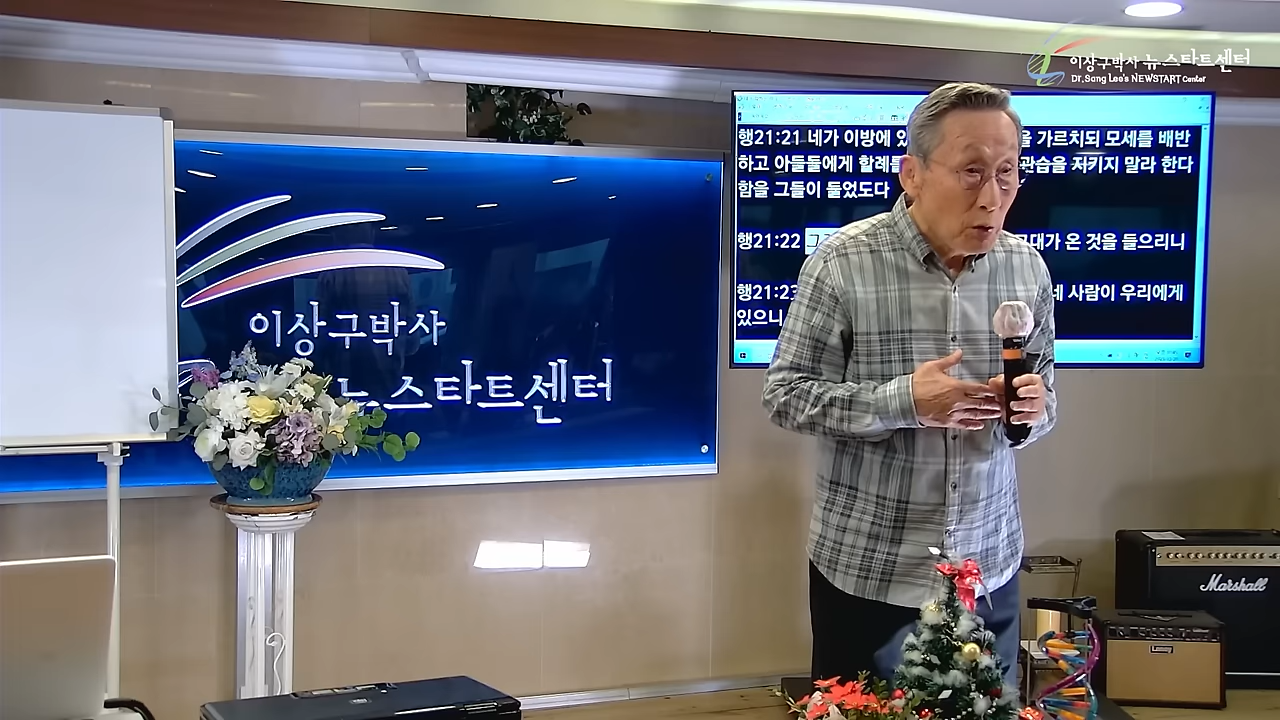 이상구박사 뉴스타트센터
Dr. Sang Lee's NEWSTART Center
행21:21 네가 이방에 을 가르치되 모세를 배반
하고 아들들에게 할례를 관습을 지키지 말라 한다
함을 그들이 들었도다
행21:22 그대가 온 것을 들으리니
행21:23 네 사람이 우리에게
있으니
이상구박사
뉴스타트센터
Marshall
Laney